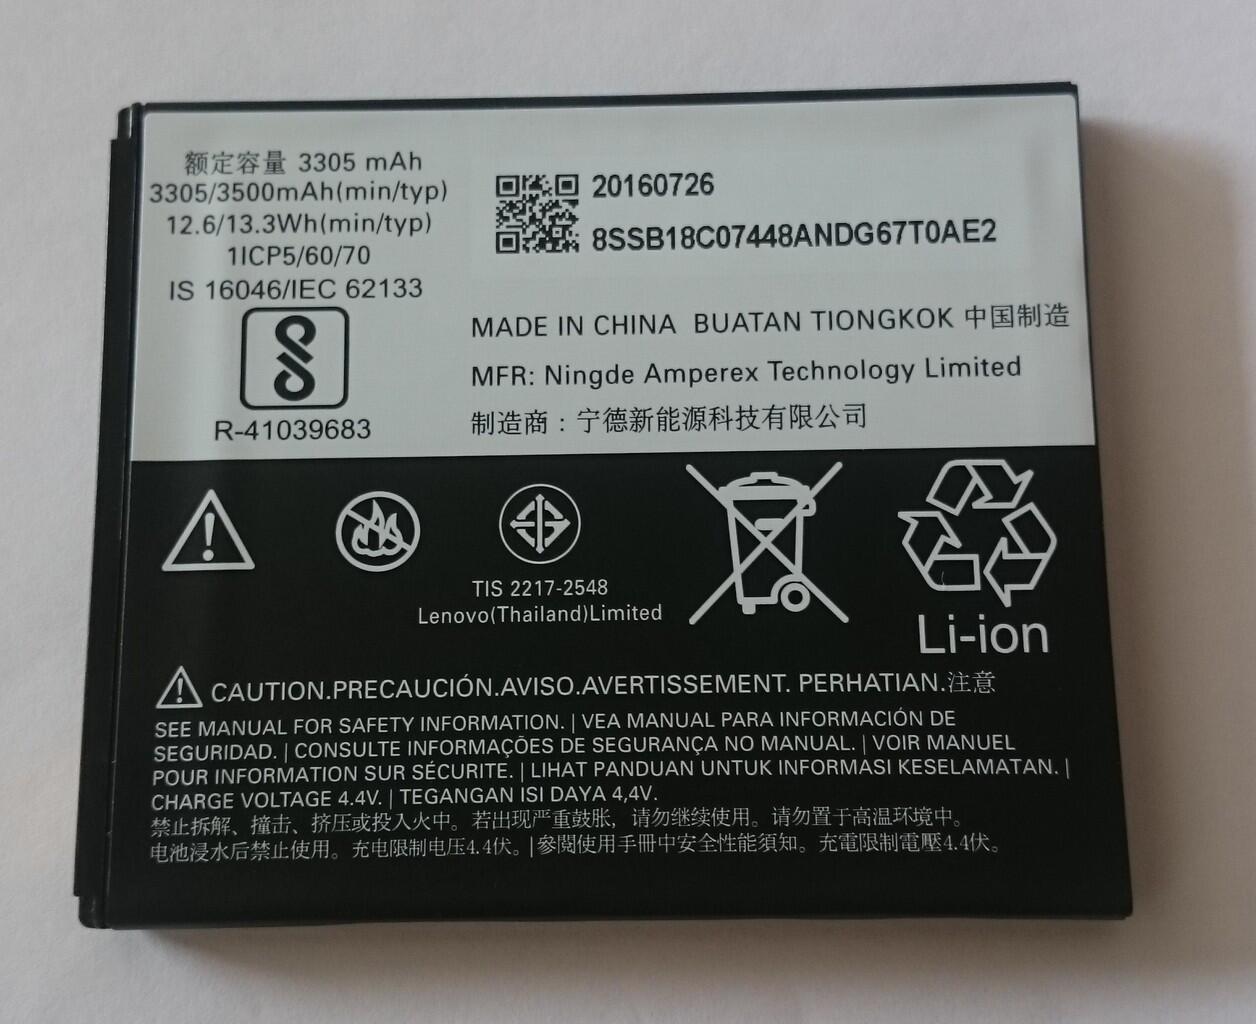 额定容量 3305 mAh
3305/3500mAh(min/typ)
12.6/13.3Wh(min/typ)
1ICP5/60/70
IS 16046/IEC 62133
R-41039683
20160726
8SSB18C07448ANDG67T0AE2
MADE IN CHINA BUATAN TIONGKOK 中国制造
MFR: Ningde Amperex Technology Limited
制造商：宁德新能源科技有限公司
TIS 2217-2548
Lenovo(Thailand)Limited
Li-ion
CAUTION.PRECAUCIÓN.AVISO.AVERTISSEMENT. PERHATIAN.注意
SEE MANUAL FOR SAFETY INFORMATION. | VEA MANUAL PARA INFORMACIÓN DE
SEGURIDAD. | CONSULTE INFORMAÇÕES DE SEGURANÇA NO MANUAL. | VOIR MANUEL
POUR INFORMATION SUR SÉCURITE. | LIHAT PANDUAN UNTUK INFORMASI KESELAMATAN. |
CHARGE VOLTAGE 4.4V. | TEGANGAN ISI DAYA 4,4V.
禁止拆解、撞击、挤压或投入火中。若出现严重鼓胀，请勿继续使用。请勿置于高温环境中。
电池浸水后禁止使用。充电限制电压4.4伏。| 參閱使用手冊中安全性能須知。充電限制電壓4.4伏。